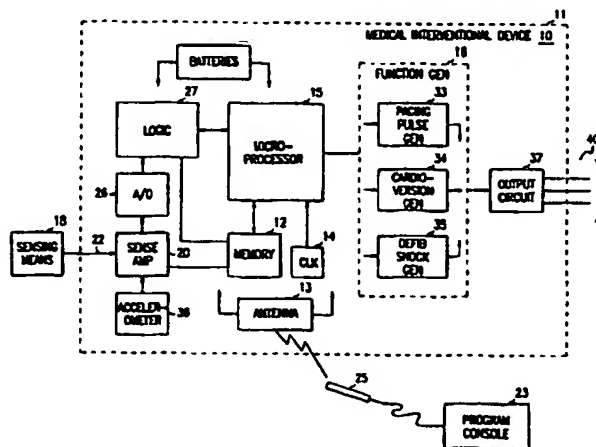 11
MEDICAL INTERVENTIONAL DEVICE 10
BATTERIES
27
LOGIC
15
MICRO-
PROCESSOR
16
FUNCTION GEN
33
PACING
PULSE GEN
34
CARDIO-
VERSION GEN
35
DEFIB
SHOCK GEN
37
OUTPUT
CIRCUIT
40
26
A/D
18
SENSING
MEANS
22
SENSE
AMP
20
12
MEMORY
14
CLK
ACCELER-
OMETER
36
13
ANTENNA
25
23
PROGRAM
CONSOLE